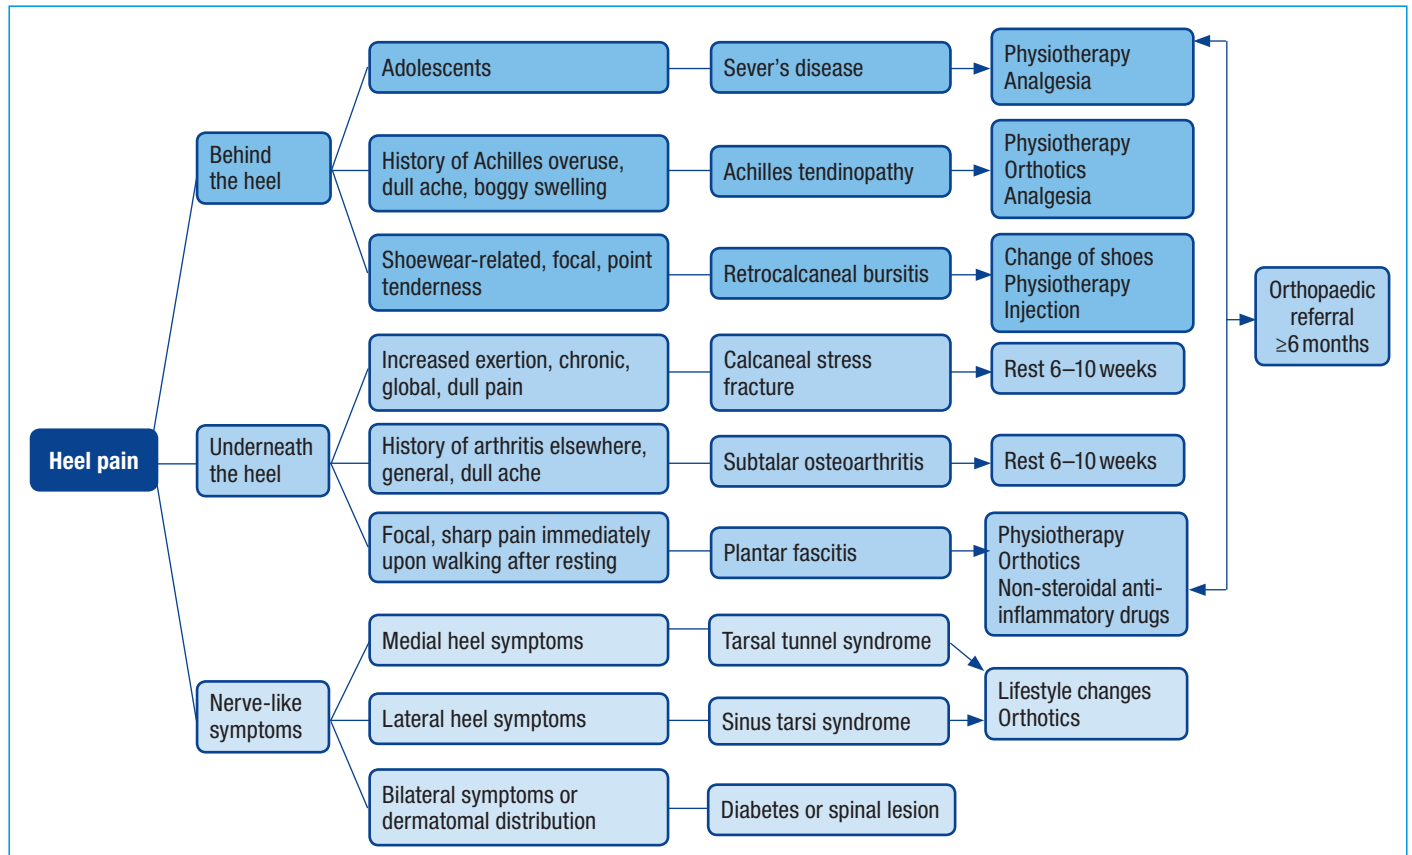 Heel pain
Behind
the heel
Adolescents
Sever's disease
Physiotherapy
Analgesia
History of Achilles overuse,
dull ache, boggy swelling
Achilles tendinopathy
Physiotherapy
Orthotics
Analgesia
Shoewear-related, focal, point
tenderness
Retrocalcaneal bursitis
Change of shoes
Physiotherapy
Injection
Underneath
the heel
Increased exertion, chronic,
global, dull pain
Calcaneal stress
fracture
Rest 6–10 weeks
History of arthritis elsewhere,
general, dull ache
Subtalar osteoarthritis
Rest 6–10 weeks
Focal, sharp pain immediately
upon walking after resting
Plantar fascitis
Physiotherapy
Orthotics
Non-steroidal anti-
inflammatory drugs
Nerve-like
symptoms
Medial heel symptoms
Tarsal tunnel syndrome
Lateral heel symptoms
Sinus tarsi syndrome
Lifestyle changes
Orthotics
Bilateral symptoms or
dermatomal distribution
Diabetes or spinal lesion
Orthopaedic
referral
≥6 months